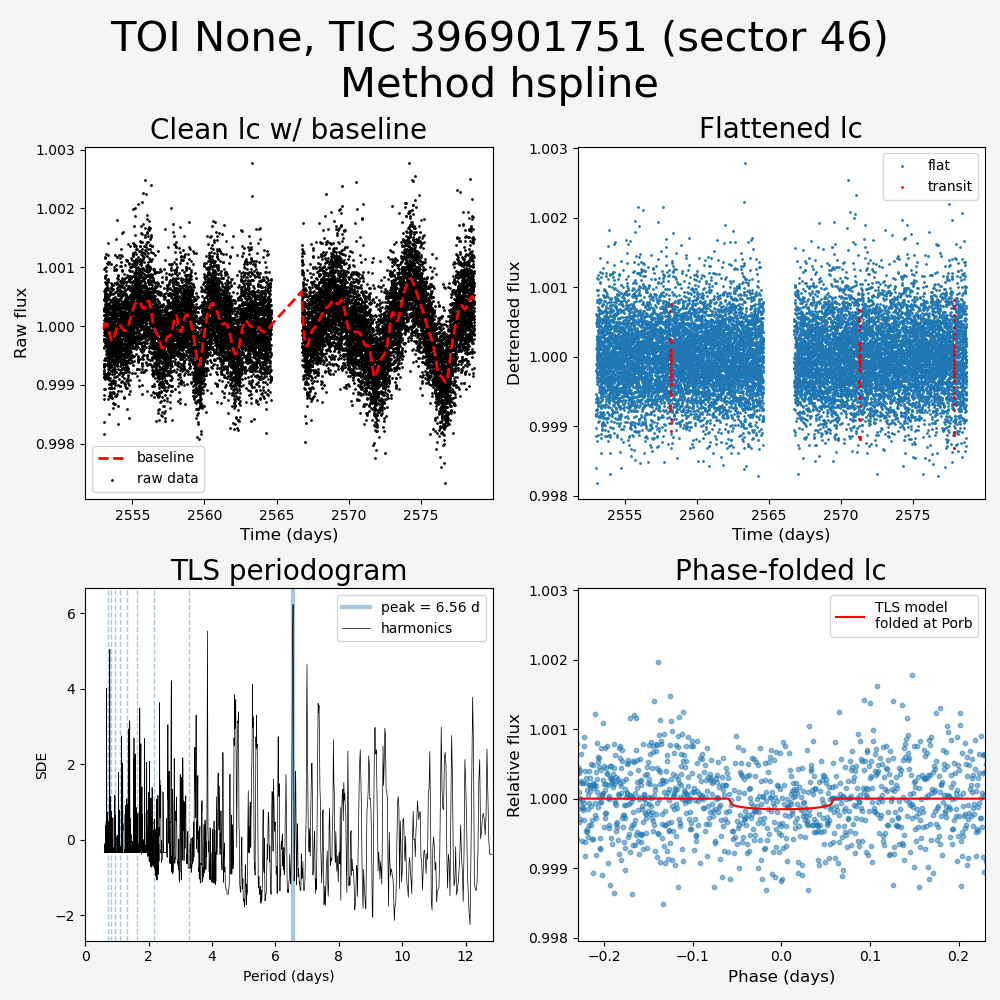 TOI None, TIC 396901751 (sector 46)
Method hspline
Clean lc w/ baseline
Raw flux
1.003
1.002
1.001
1.000
0.999
0.998
baseline
raw data
2555
2560
2565
2570
2575
Time (days)
Flattened lc
Detrended flux
1.003
1.002
1.001
1.000
0.999
0.998
flat
transit
2555
2560
2565
2570
2575
Time (days)
TLS periodogram
SDE
6
4
2
0
−2
peak = 6.56 d
harmonics
0
2
4
6
8
10
12
Period (days)
Phase-folded lc
Relative flux
1.003
1.002
1.001
1.000
0.999
0.998
TLS model
folded at Porb
−0.2
−0.1
0.0
0.1
0.2
Phase (days)